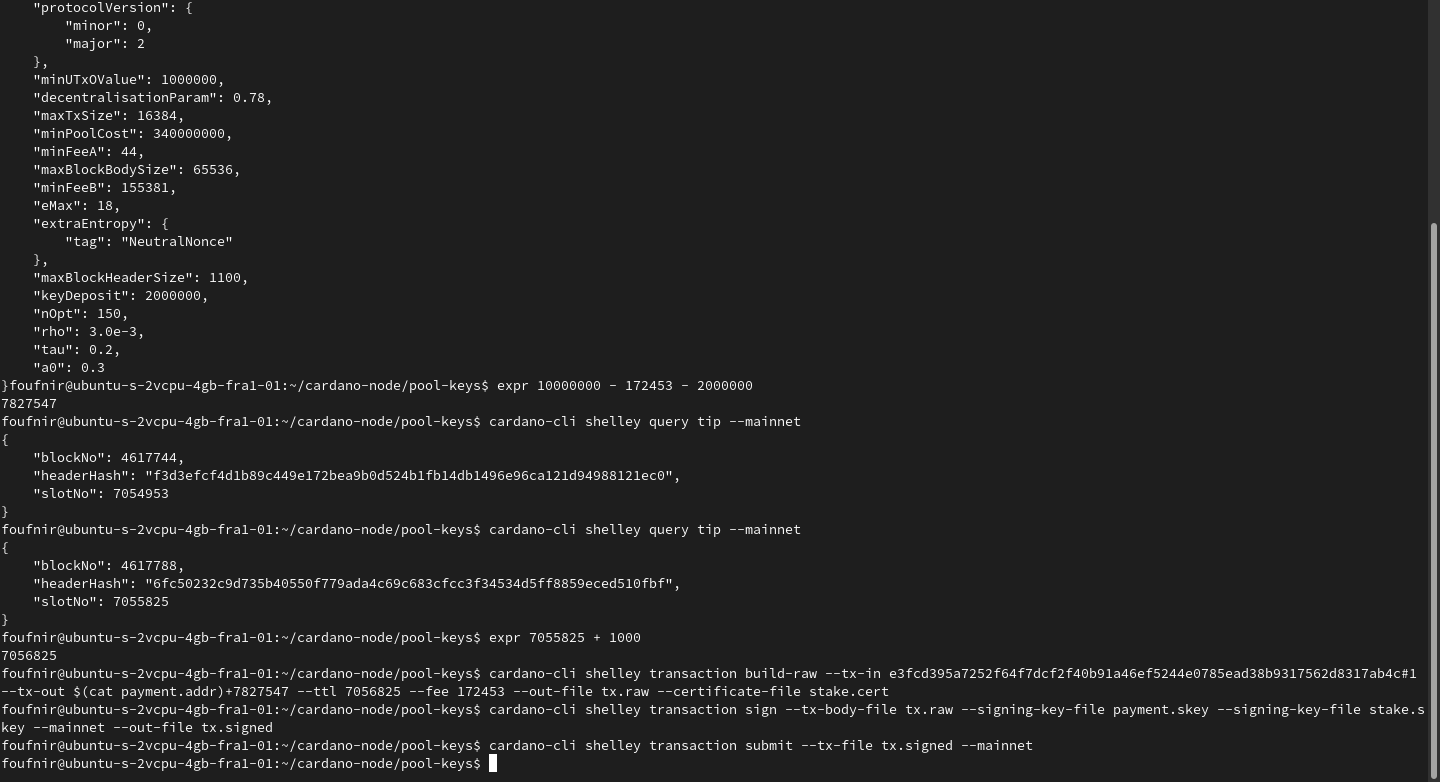 "protocolVersion": {
        "minor": 0,
        "major": 2
    },
    "minUTxOValue": 1000000,
    "decentralisationParam": 0.78,
    "maxTxSize": 16384,
    "minPoolCost": 340000000,
    "minFeeA": 44,
    "maxBlockBodySize": 65536,
    "minFeeB": 155381,
    "eMax": 18,
    "extraEntropy": {
        "tag": "NeutralNonce"
    },
    "maxBlockHeaderSize": 1100,
    "keyDeposit": 2000000,
    "nOpt": 150,
    "rho": 3.0e-3,
    "tau": 0.2,
    "a0": 0.3
}foufnir@ubuntu-s-2vcpu-4gb-fra1-01:~/cardano-node/pool-keys$ expr 10000000 - 172453 - 2000000
7827547
foufnir@ubuntu-s-2vcpu-4gb-fra1-01:~/cardano-node/pool-keys$ cardano-cli shelley query tip --mainnet
{
    "blockNo": 4617744,
    "headerHash": "f3d3efcf4d1b89c449e172bea9b0d524b1fb14db1496e96ca121d94988121ec0",
    "slotNo": 7054953
}
foufnir@ubuntu-s-2vcpu-4gb-fra1-01:~/cardano-node/pool-keys$ cardano-cli shelley query tip --mainnet
{
    "blockNo": 4617788,
    "headerHash": "6fc50232c9d735b40550f779ada4c69c683cfcc3f34534d5ff8859eced510fbf",
    "slotNo": 7055825
}
foufnir@ubuntu-s-2vcpu-4gb-fra1-01:~/cardano-node/pool-keys$ expr 7055825 + 1000
7056825
foufnir@ubuntu-s-2vcpu-4gb-fra1-01:~/cardano-node/pool-keys$ cardano-cli shelley transaction build-raw --tx-in e3fcd395a7252f64f7dcf2f40b91a46ef5244e0785ead38b9317562d8317ab4c#1
--tx-out $(cat payment.addr)+7827547 --ttl 7056825 --fee 172453 --out-file tx.raw --certificate-file stake.cert
foufnir@ubuntu-s-2vcpu-4gb-fra1-01:~/cardano-node/pool-keys$ cardano-cli shelley transaction sign --tx-body-file tx.raw --signing-key-file payment.skey --signing-key-file stake.s
key --mainnet --out-file tx.signed
foufnir@ubuntu-s-2vcpu-4gb-fra1-01:~/cardano-node/pool-keys$ cardano-cli shelley transaction submit --tx-file tx.signed --mainnet
foufnir@ubuntu-s-2vcpu-4gb-fra1-01:~/cardano-node/pool-keys$